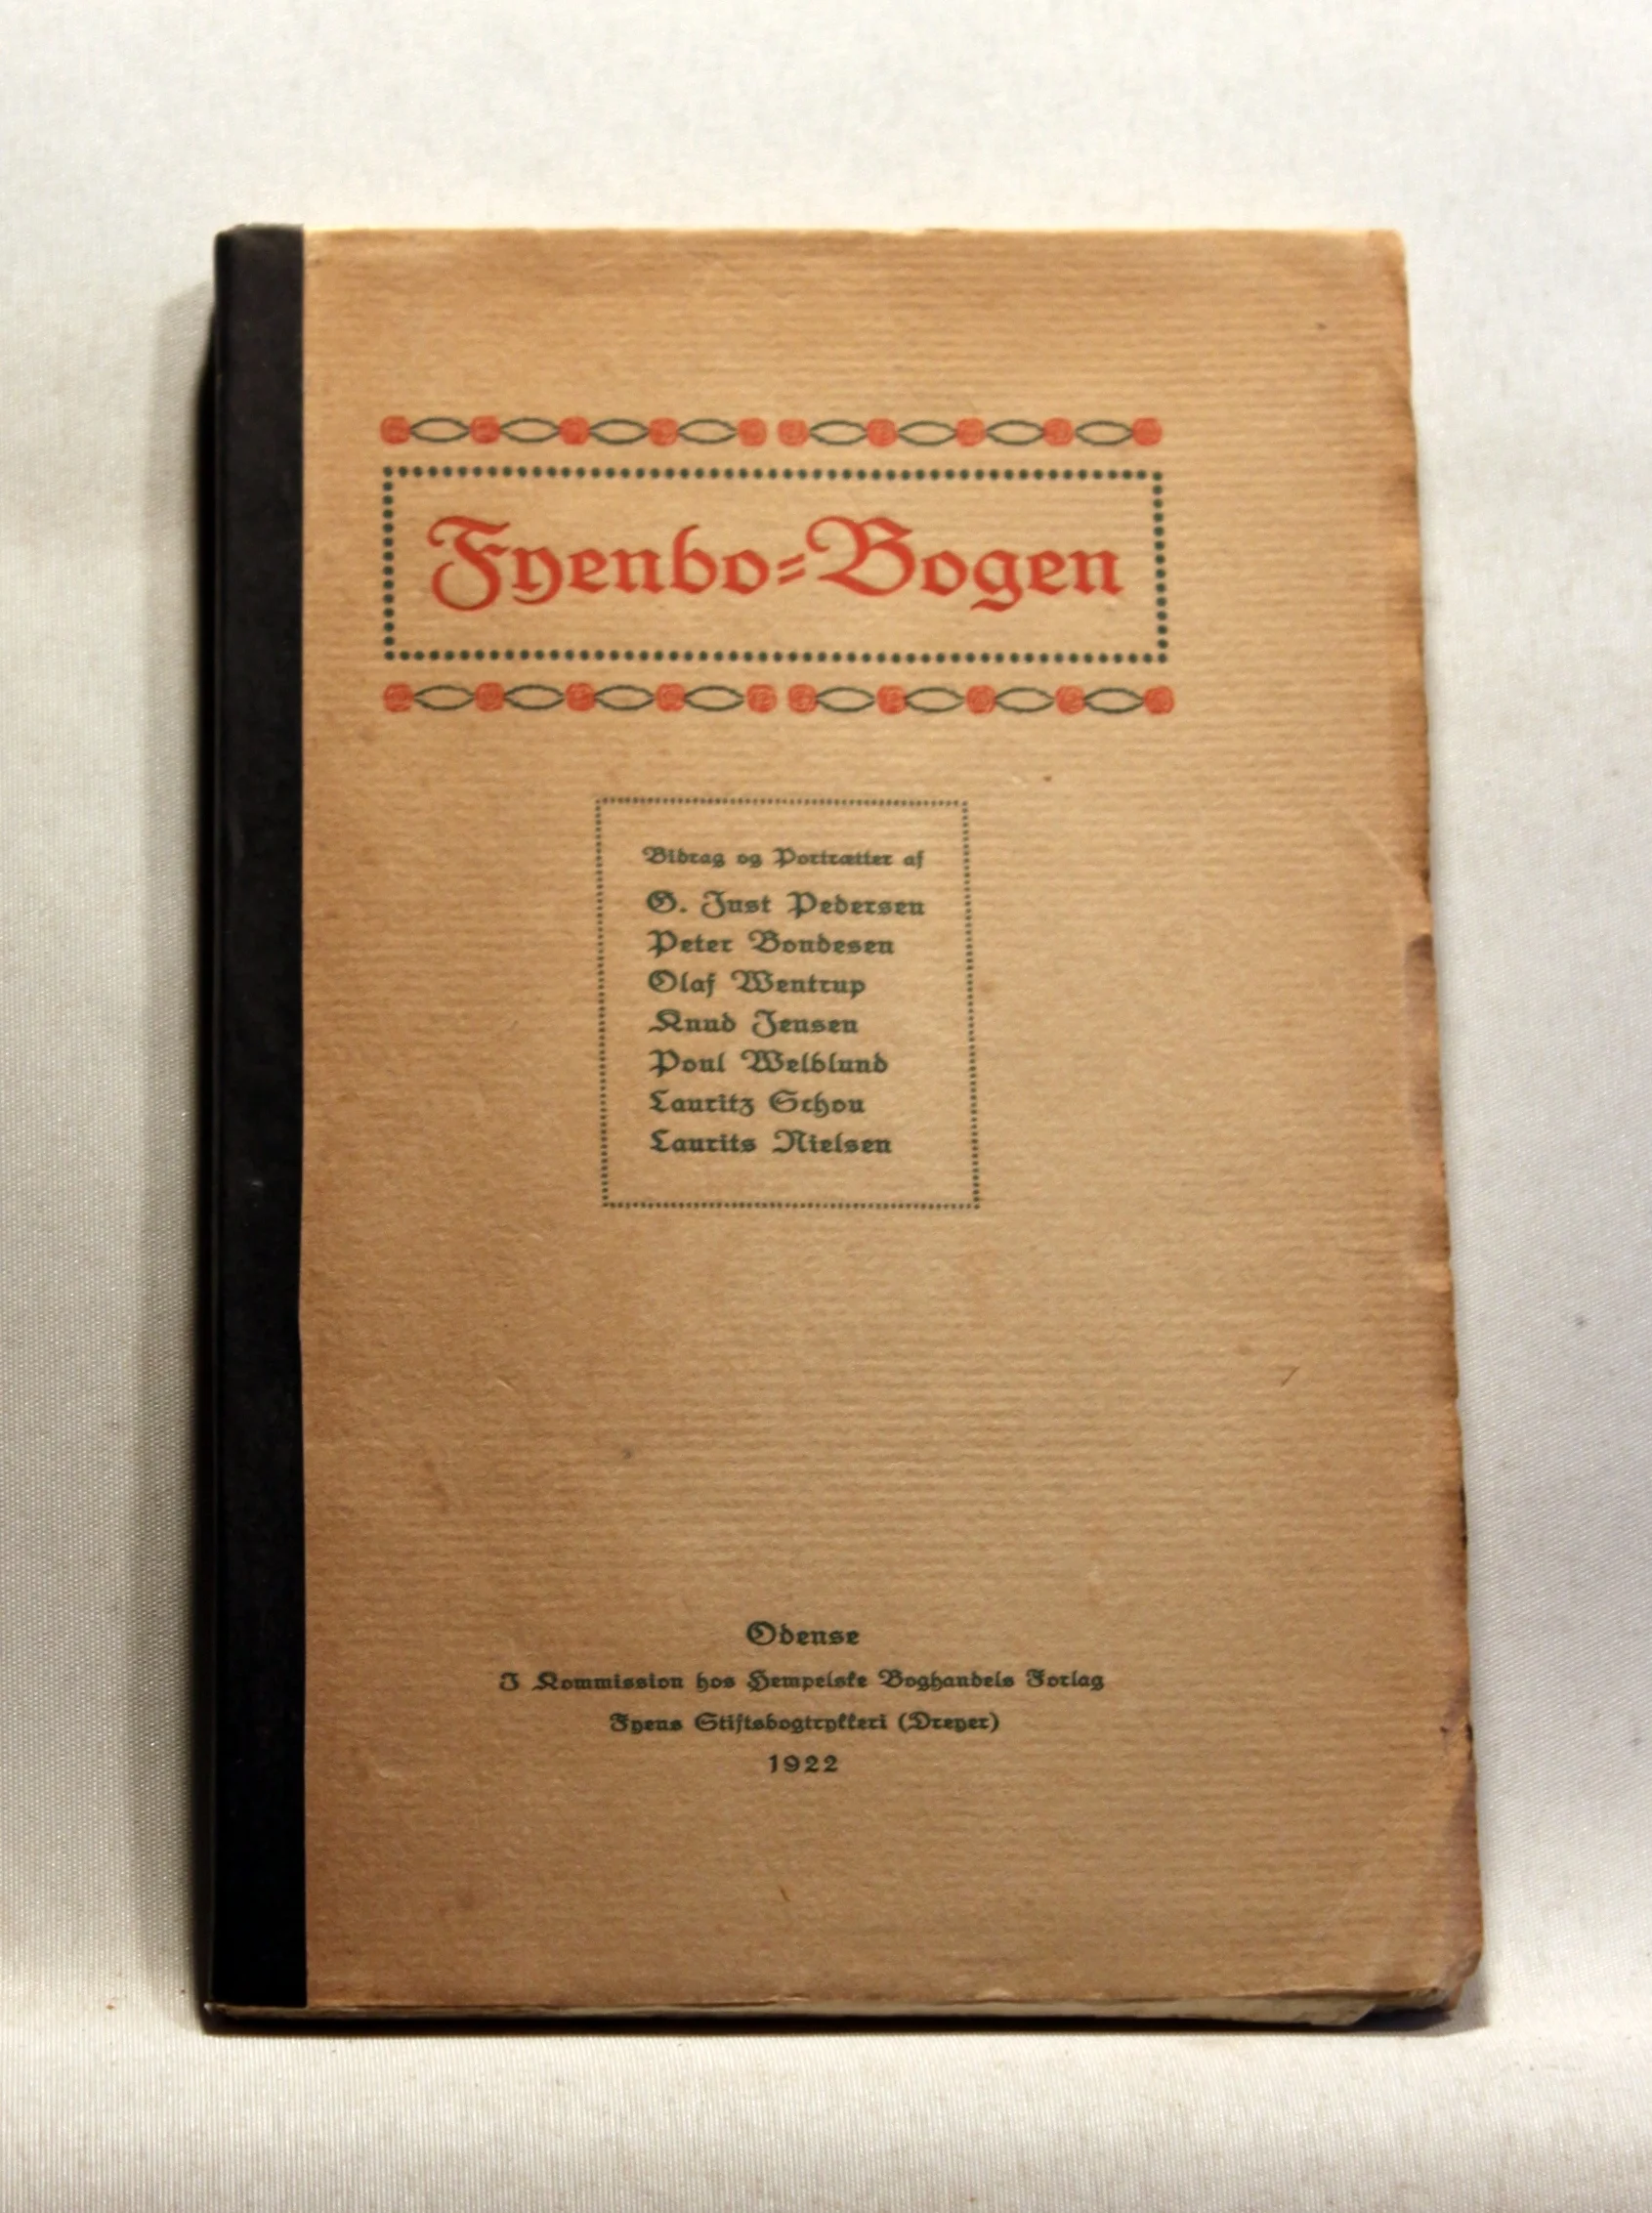 Fyenbo=Bogen
Bidrag og Portrætter af
G. Just Pedersen
Peter Bondesen
Olaf Wentrup
Knud Jensen
Poul Welblund
Lauritz Schou
Laurits Nielsen
Odense
I Kommission hos Hempelske Boghandels Forlag
Fyens Stiftsbogtrykkeri (Dreyer)
1922